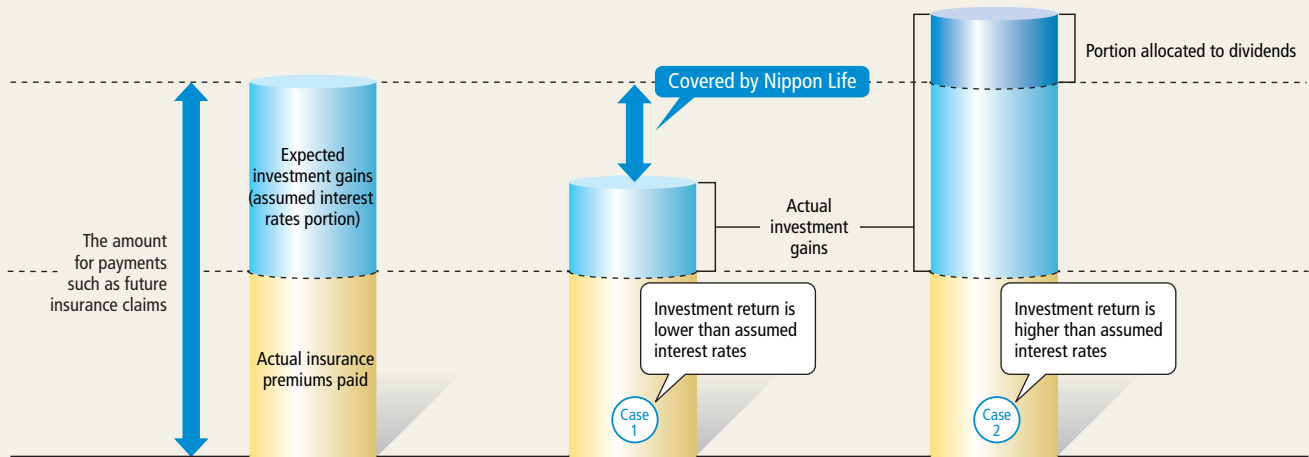 The amount
for payments
such as future
insurance claims
Expected
investment gains
(assumed interest
rates portion)
Actual insurance
premiums paid
Covered by Nippon Life
Actual
investment
gains
Investment return is
lower than assumed
interest rates
Case
1
Portion allocated to dividends
Investment return is
higher than assumed
interest rates
Case
2